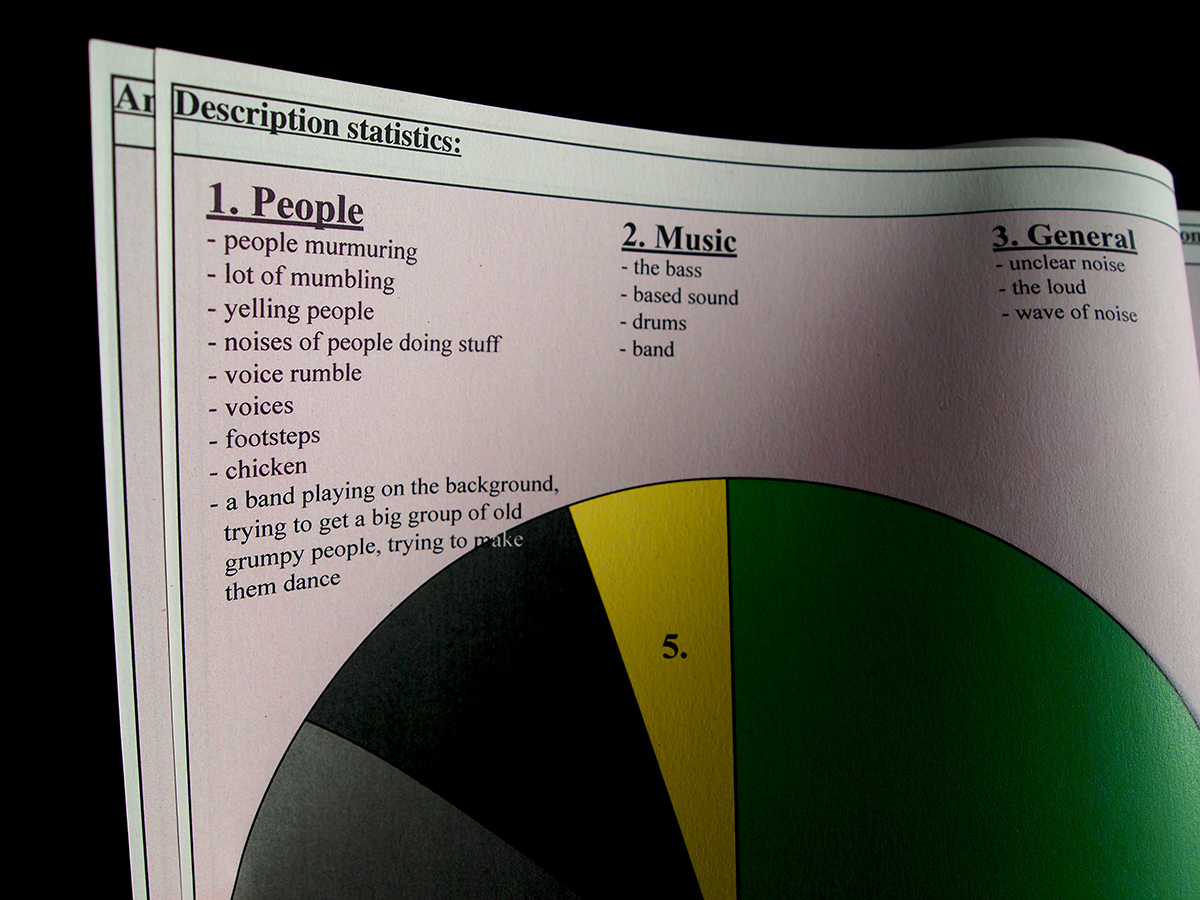 Description statistics:
1. People
- people murmuring
- lot of mumbling
- yelling people
- noises of people doing stuff
- voice rumble
- voices
- footsteps
- chicken
- a band playing on the background,
trying to get a big group of old
grumpy people, trying to make
them dance
2. Music
- the bass
- based sound
- drums
- band
3. General
- unclear noise
- the loud
- wave of noise
5.